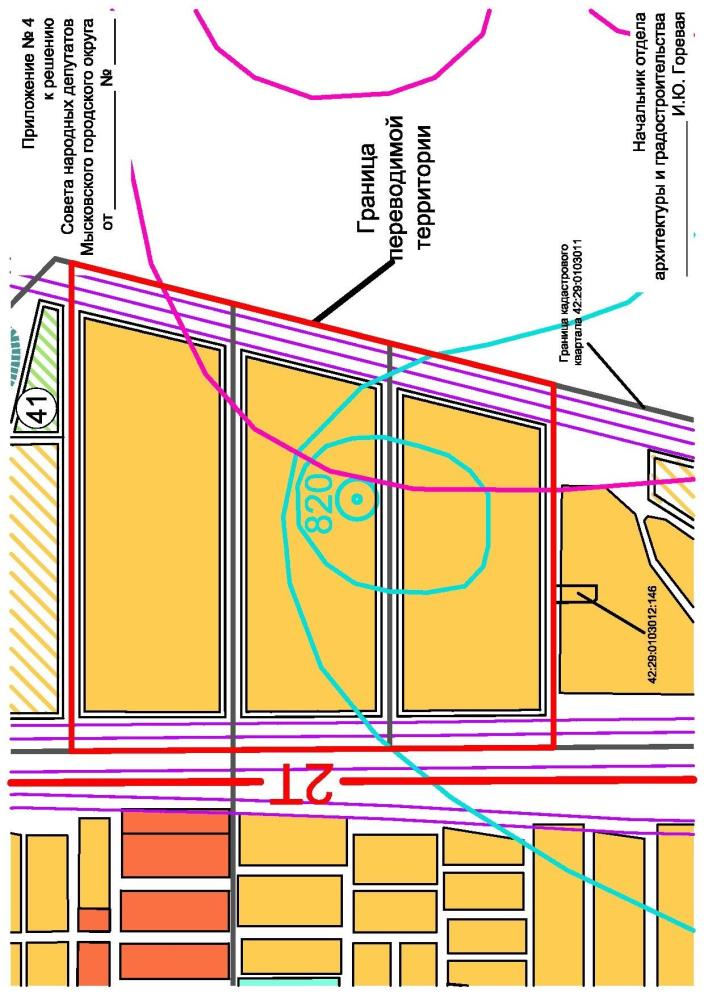 Приложение № 4
к решению
Совета народных депутатов
Мысковского городского округа
от ________ № ________
Граница
переводимой
территории
Начальник отдела
архитектуры и градостроительства
________ И.Ю. Горевая
Граница кадастрового
квартала 42:29:0103011
41
820
2Т
42:29:0103012:146